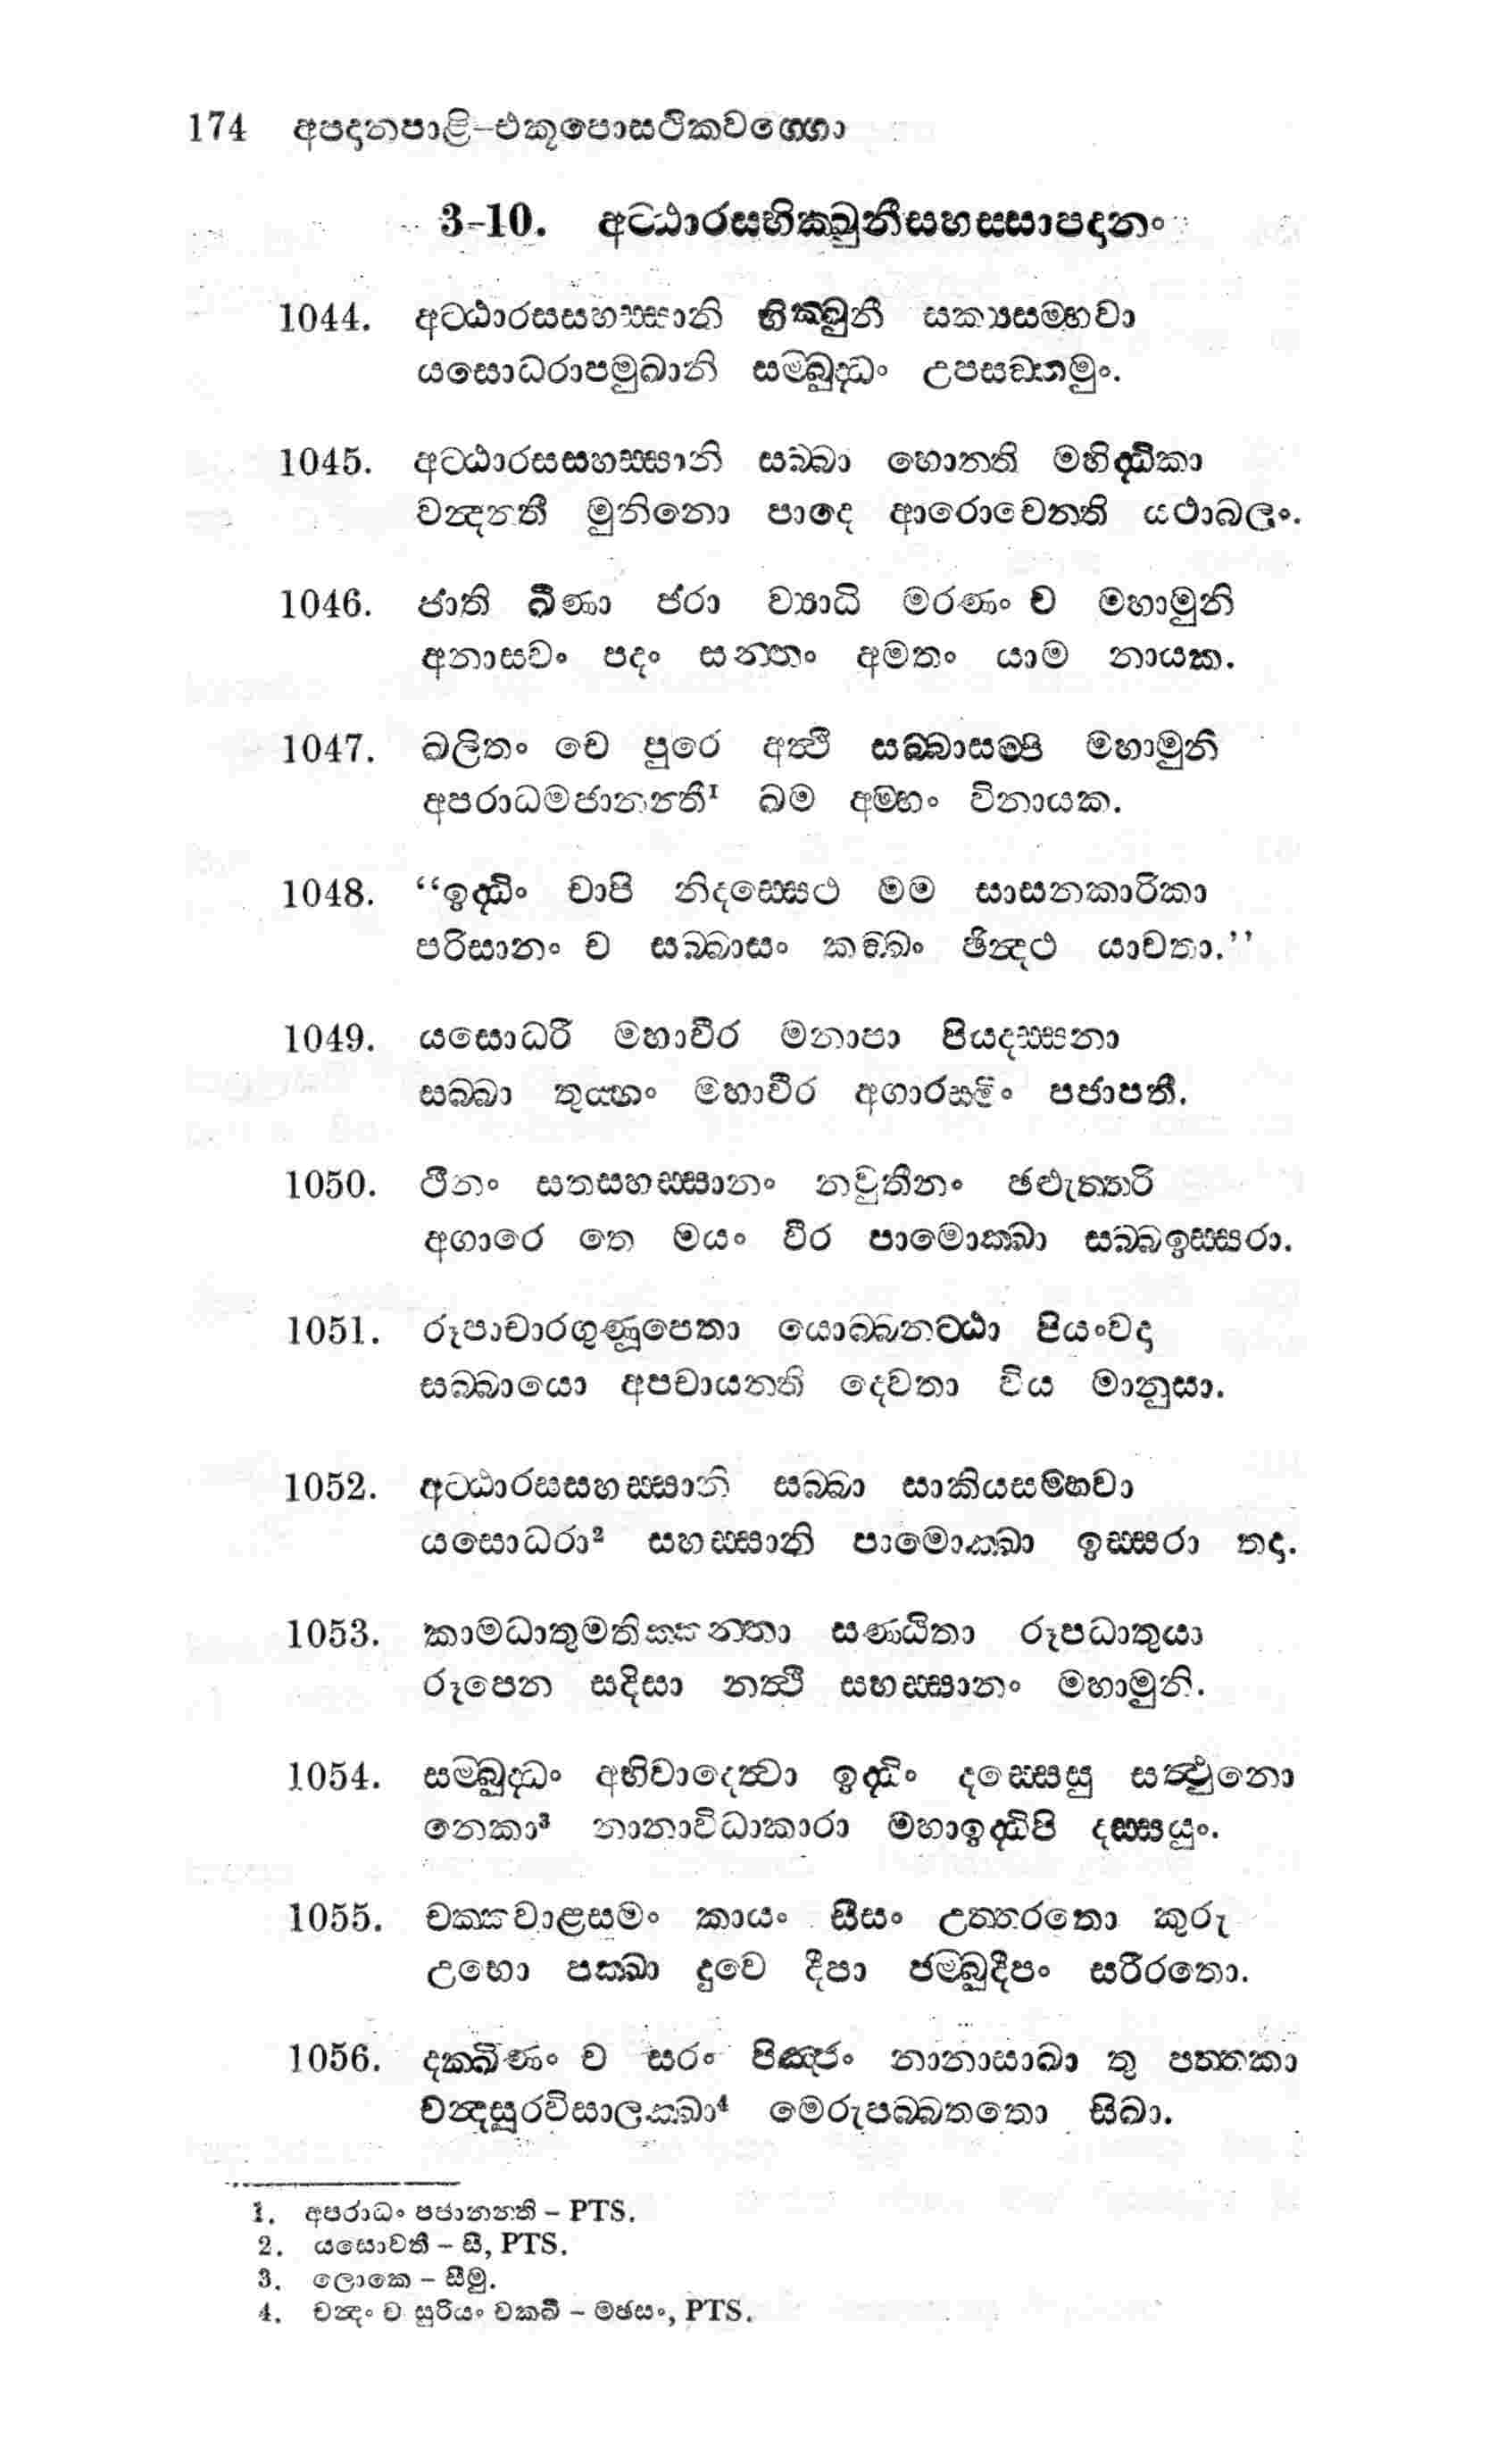 174 අපදානපාළි–එකූපොසථිකවග්ගො
3-10. අට්ඨාරසභික්ඛුනීසහස්සාපදානං
1044. අට්ඨාරසසහස්සානි භික්ඛුනී සක්‍යසම්භවා
යසොධරාපමුඛානි සම්බුද්ධං උපසඞ්කමුං.
1045. අට්ඨාරසසහස්සානි සබ්බා හොන්ති මහිද්ධිකා
වන්දන්තී මුනිනො පාදෙ ආරොචෙන්ති යථාබලං.
1046. ජාති ඛීණා ජරා ව්‍යාධි මරණං ච මහාමුනි
අනාසවං පදං සන්තං අමතං යාම නායක.
1047. ඛලිතං චෙ පුරෙ අත්ථි සබ්බාසම්පි මහාමුනි
අපරාධමජානන්තී1 ඛම අම්හං විනායක.
1048. “ඉද්ධිං චාපි නිදස්සෙථ මම සාසනකාරිකා
පරිසානං ච සබ්බාසං කඞ්ඛං ඡින්දථ යාචතා.”
1049. යසොධරී මහාවීර මනාපා පියදස්සනා
සබ්බා තුය්හං මහාවීර අගාරස්මිං පජාපතී.
1050. ථීනං සතසහස්සානං නවුතීනං ඡළුත්තරි
අගාරෙ තෙ මයං වීර පාමොක්ඛා සබ්බඉස්සරා.
1051. රූපාචාරගුණූපෙතා යොබ්බනට්ඨා පියංවදා
සබ්බායො අපචායන්ති දෙවතා විය මානුසා.
1052. අට්ඨාරසසහස්සානි සබ්බා සාකියසම්භවා
යසොධරා2 සහස්සානි පාමොක්ඛා ඉස්සරා තදා.
1053. කාමධාතුමතික්කන්තා සණ්ඨිතා රූපධාතුයා
රූපෙන සදිසා නත්ථි සහස්සානං මහාමුනි.
1054. සම්බුද්ධං අභිවාදෙත්වා ඉද්ධිං දස්සෙසු සත්ථුනො
නෙකා3 නානාවිධාකාරා මහාඉද්ධිපි දස්සයුං.
1055. චක්කවාළසමං කායං සීසං උත්තරතො කුරු
උභො පක්ඛා දුවෙ දීපා ජම්බුදීපං සරීරතො.
1056. දක්ඛිණං ච සරං පිඤ්ජං නානාසාඛා තු පත්තකා
චන්දසූරවිසාලක්ඛා4 මෙරුපබ්බතතො සිඛා.
1. අපරාධං පජානන්ති – PTS.
2. යසොවතී – සී, PTS.
3. ලොකෙ – සීමු.
4. චන්දං ච සුරියං චක්ඛි – මඡසං, PTS.